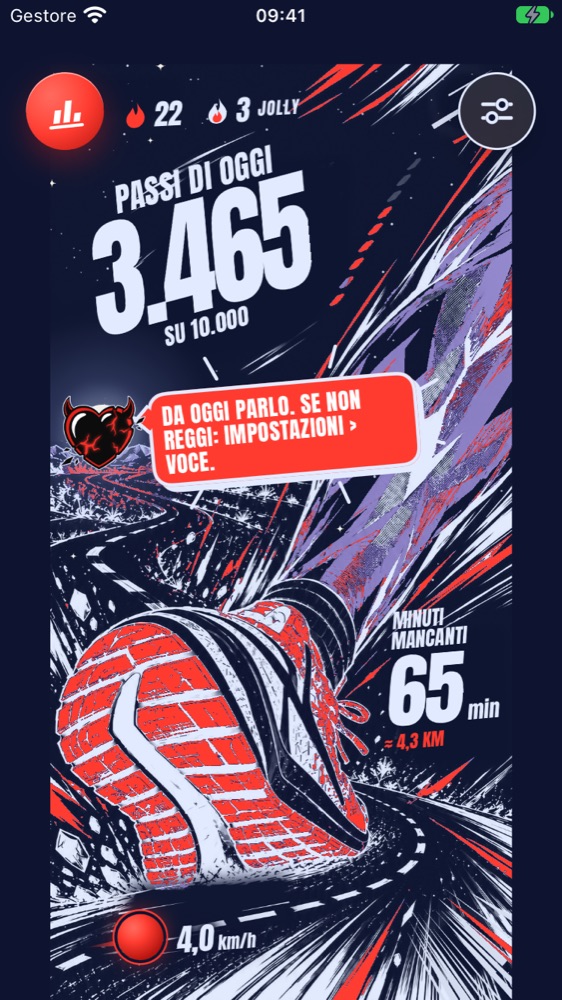 Gestore 09:41
22 3 JOLLY
PASSI DI OGGI
3.465
SU 10.000
DA OGGI PARLO. SE NON
REGGI: IMPOSTAZIONI >
VOCE.
MINUTI
MANCANTI
65 min
≈ 4,3 KM
4,0 km/h